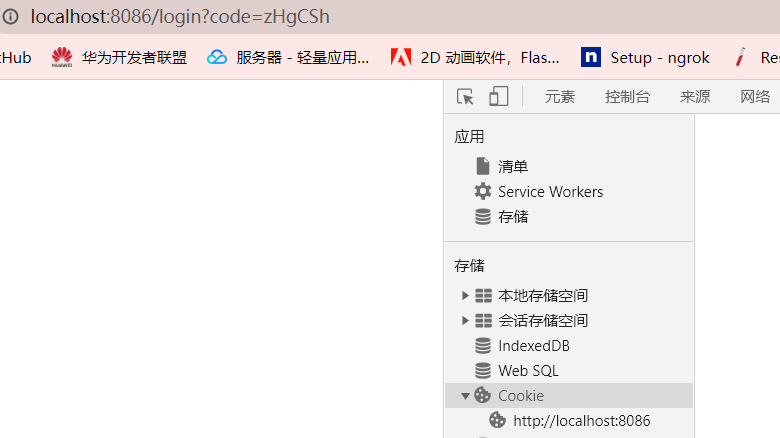 localhost:8086/login?code=zHgCSh
tHub HUAWEI 华为开发者联盟 服务器 - 轻量应用... 2D 动画软件，Flas... n Setup - ngrok Res
元素 控制台 来源 网络
应用
清单
Service Workers
存储
存储
本地存储空间
会话存储空间
IndexedDB
Web SQL
Cookie
http://localhost:8086